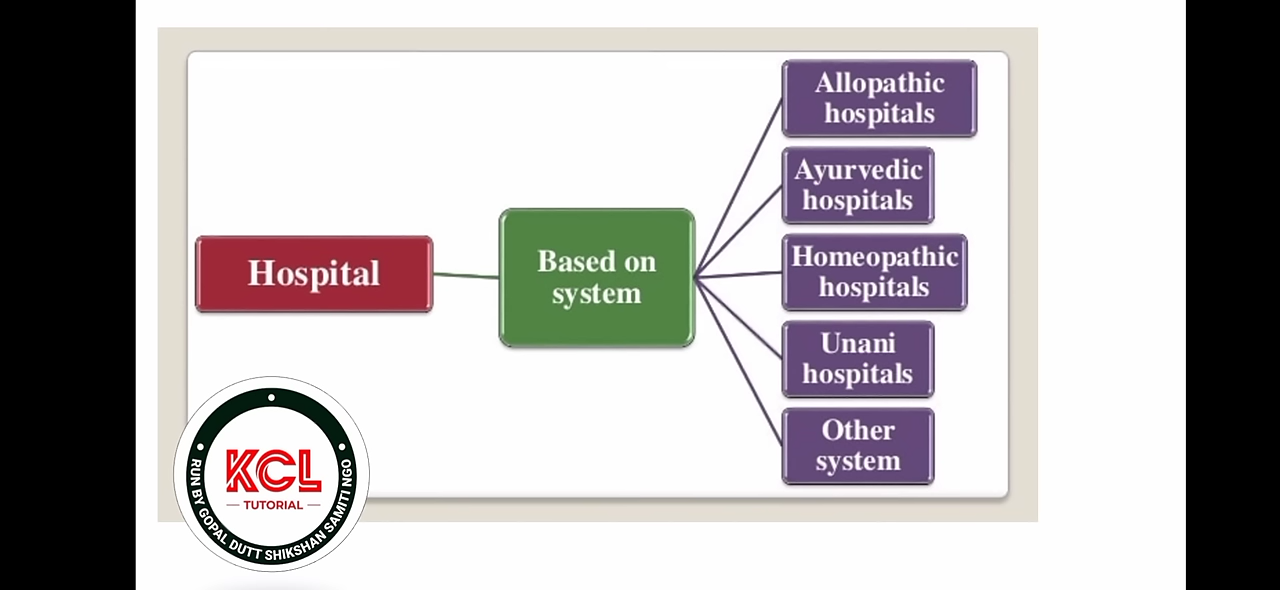 Hospital
Based on
system
Allopathic
hospitals
Ayurvedic
hospitals
Homeopathic
hospitals
Unani
hospitals
Other
system
KCL
TUTORIAL
RUN BY GOPAL DUTT SHIKSHAN SAMITI NGO